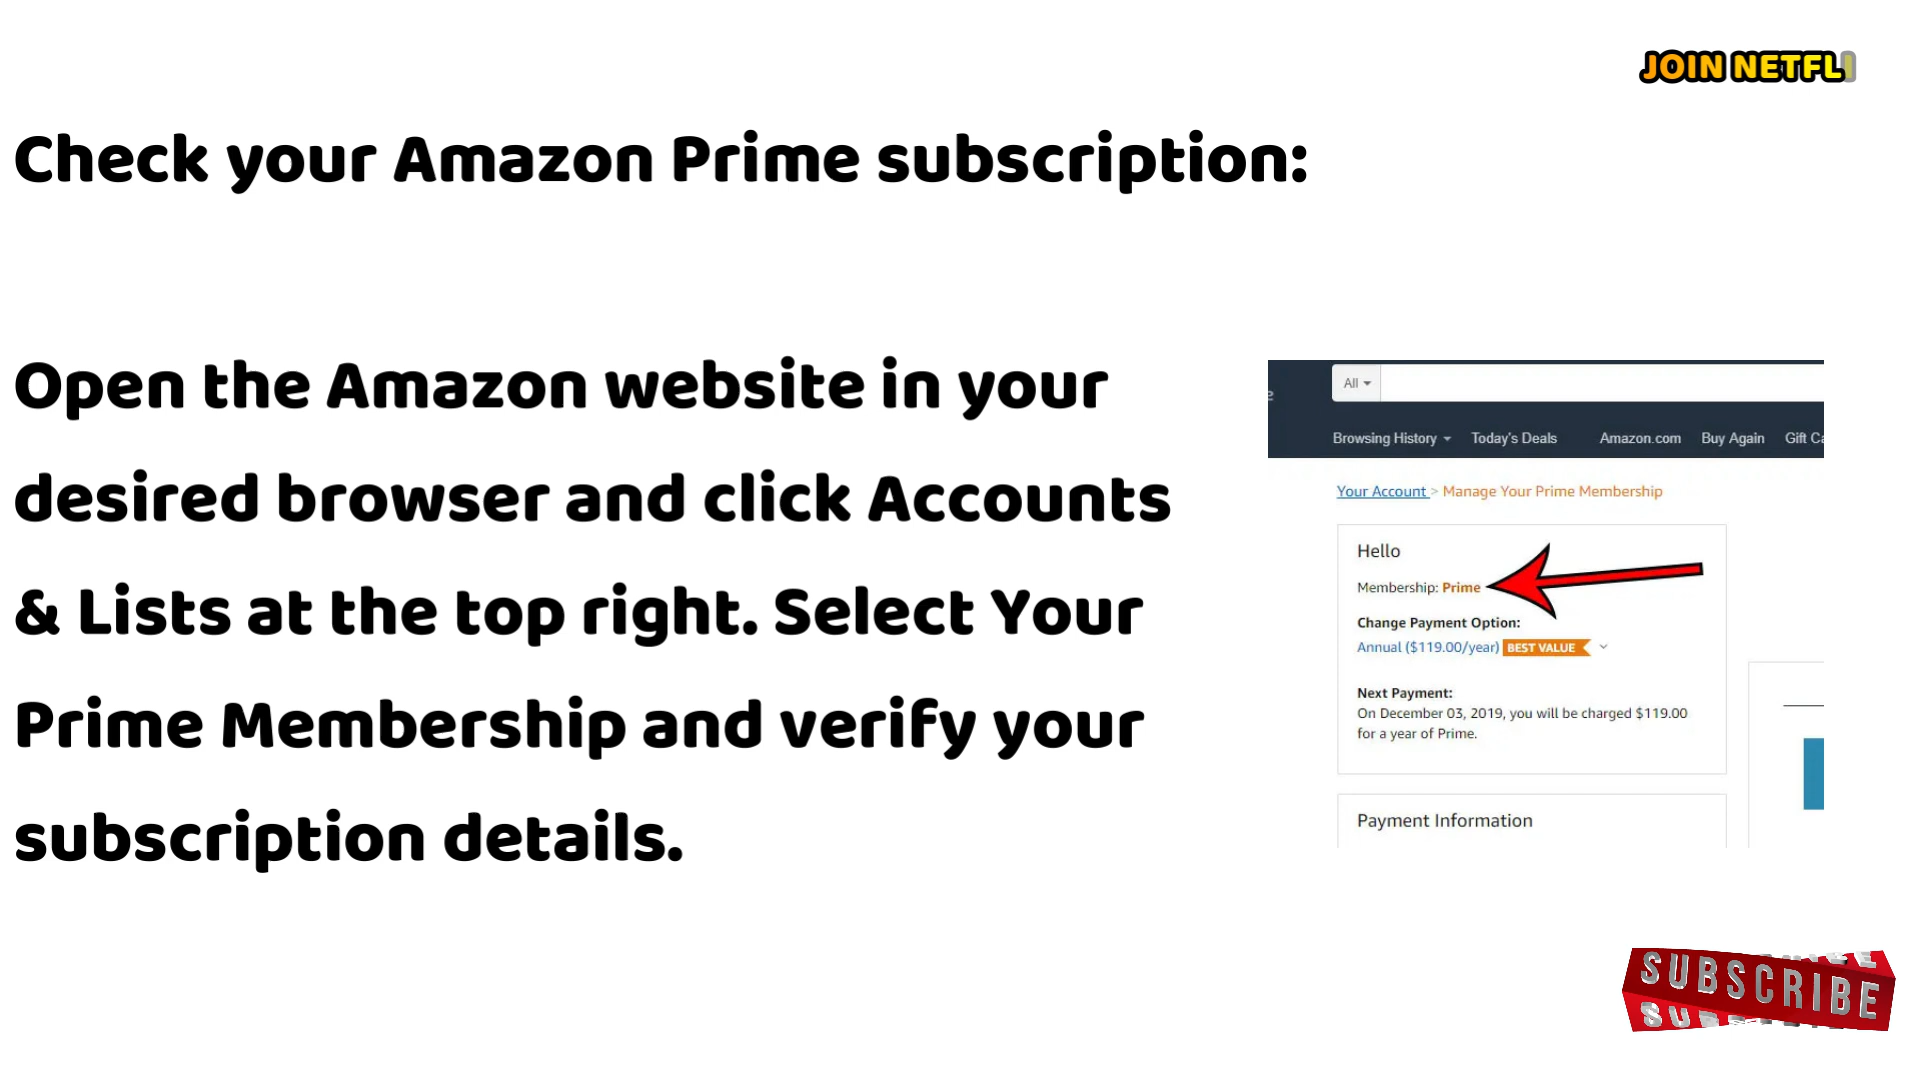 JOIN NETFLI
Check your Amazon Prime subscription:
Open the Amazon website in your
desired browser and click Accounts
& Lists at the top right. Select Your
Prime Membership and verify your
subscription details.
All
Browsing History Today's Deals Amazon.com Buy Again Gift Ca
Your Account > Manage Your Prime Membership
Hello
Membership: Prime
Change Payment Option:
Annual ($119.00/year) BEST VALUE
Next Payment:
On December 03, 2019, you will be charged $119.00
for a year of Prime.
Payment Information
SUBSCRIBE